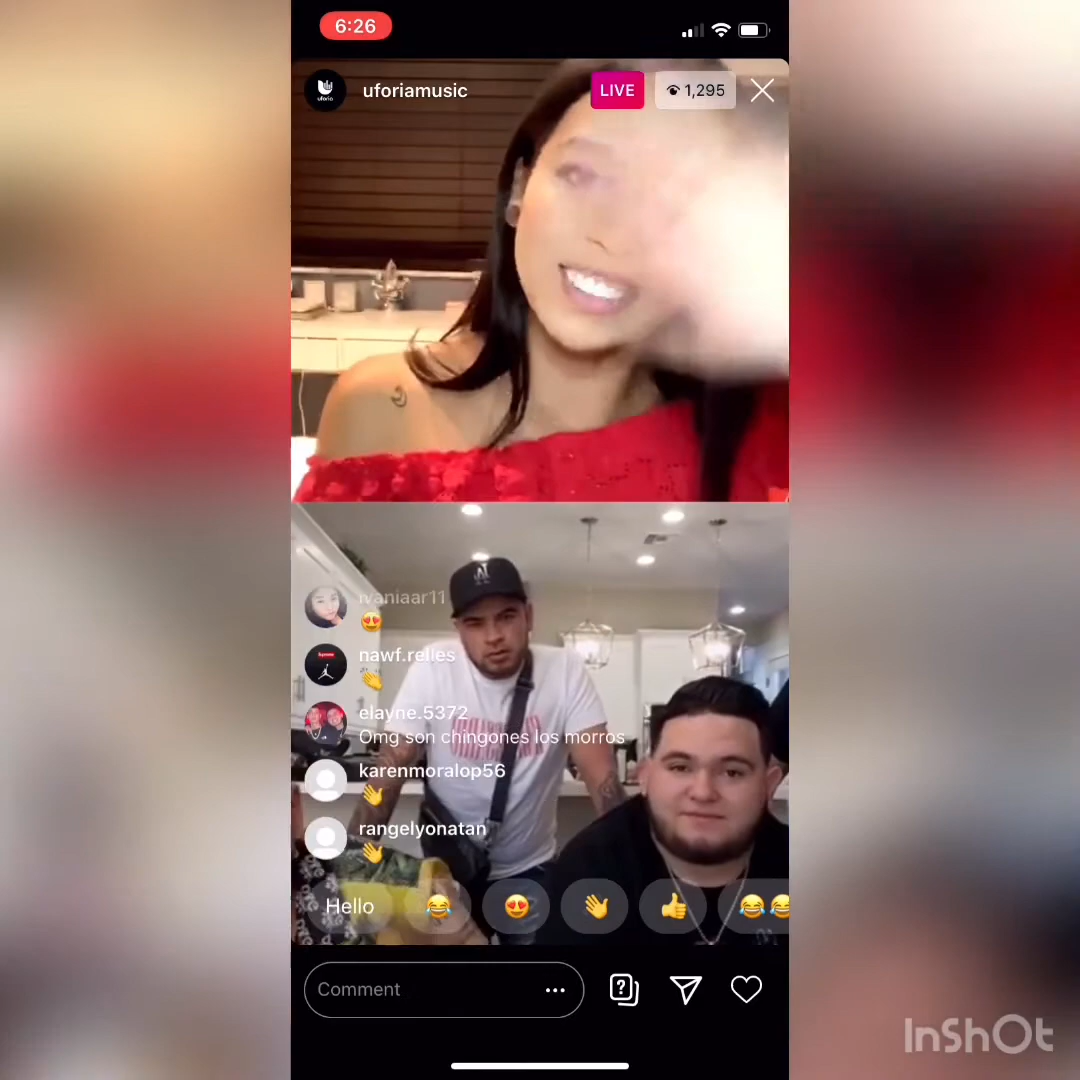 6:26
uforia
uforiamusic
LIVE
1,295
ivaniaar11
😍
nawf.relles
👏
elayne.5372
Omg son chingones los morros
karenmoralop56
👋
rangelyonatan
👋
Hello 😂 😍 👋 👍 😂😂
Comment
InShOt